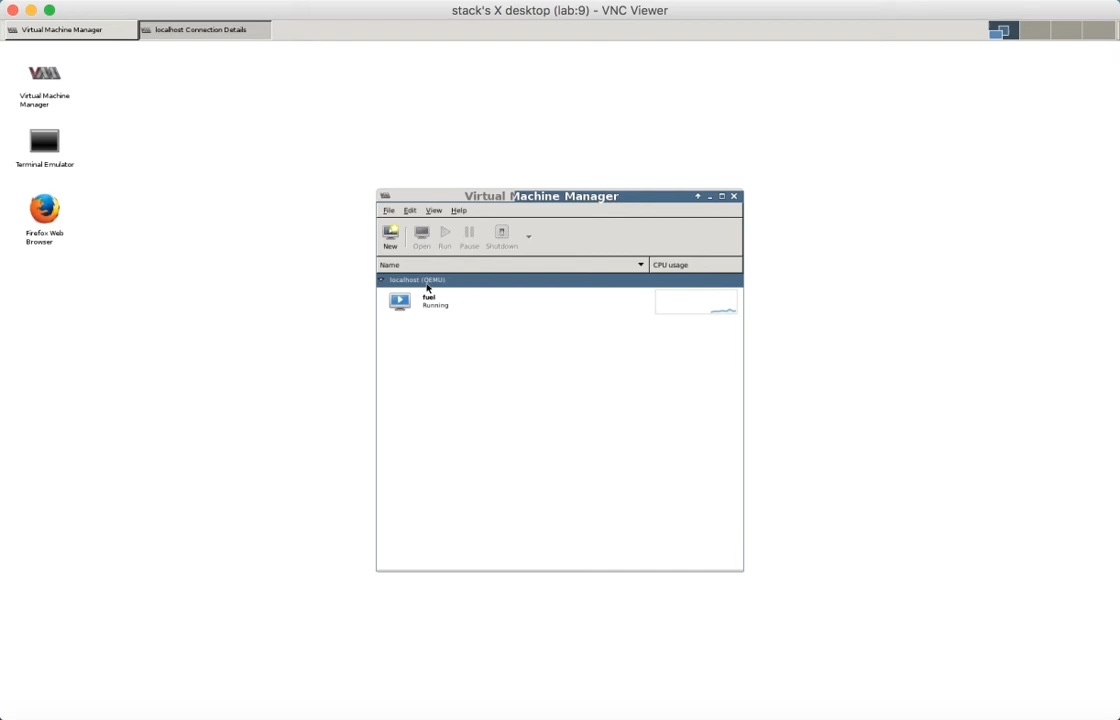 stack's X desktop (lab:9) - VNC Viewer
Virtual Machine Manager
localhost Connection Details
Virtual Machine
Manager
Terminal Emulator
Firefox Web
Browser
Virtual Machine Manager
File Edit View Help
New Open Run Pause Shutdown
Name CPU usage
localhost (QEMU)
fuel
Running